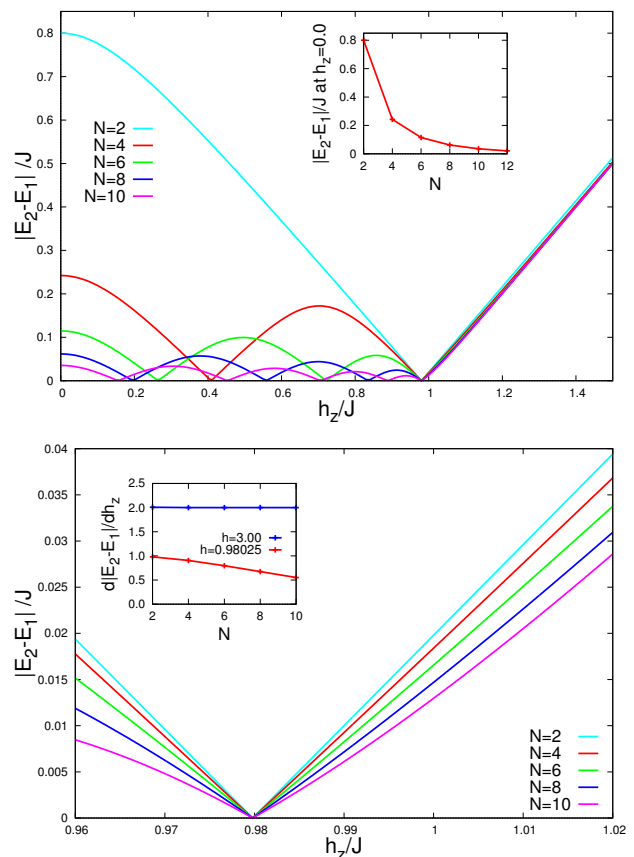 |E₂-E₁| /J
0.8
0.7
0.6
0.5
0.4
0.3
0.2
0.1
0
0 0.2 0.4 0.6 0.8 1 1.2 1.4
h_z/J
N=2
N=4
N=6
N=8
N=10
|E₂-E₁|/J at h_z=0.0
0.8
0.6
0.4
0.2
0
2 4 6 8 10 12
N
|E₂-E₁| /J
0.04
0.035
0.03
0.025
0.02
0.015
0.01
0.005
0
0.96 0.97 0.98 0.99 1 1.01 1.02
h_z/J
d|E₂-E₁|/dh_z
2.5
2.0
1.5
1.0
0.5
0.0
2 4 6 8 10
N
h=3.00
h=0.98025
N=2
N=4
N=6
N=8
N=10